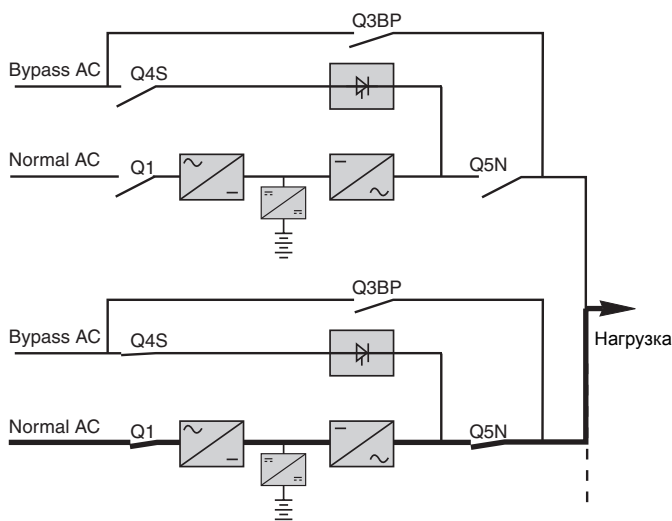 Q3BP
Bypass AC
Q4S
Normal AC
Q1
Q5N
Q3BP
Bypass AC
Q4S
Нагрузка
Normal AC
Q1
Q5N